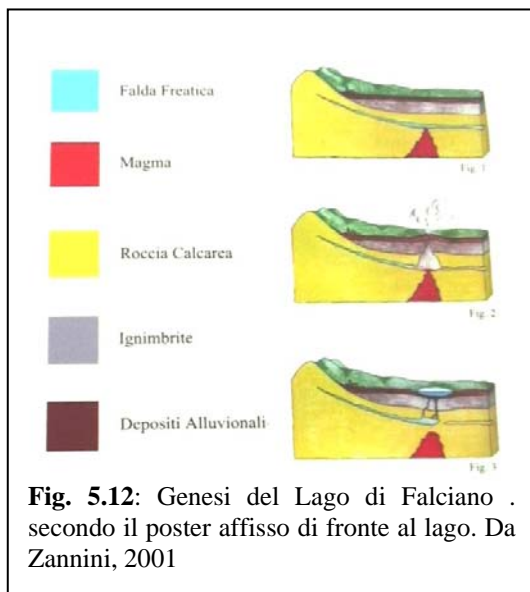 Falda Freatica
Magma
Roccia Calcarea
Ignimbrite
Depositi Alluvionali
Fig. 1
Fig. 2
Fig. 3
Fig. 5.12: Genesi del Lago di Falciano .
secondo il poster affisso di fronte al lago. Da
Zannini, 2001